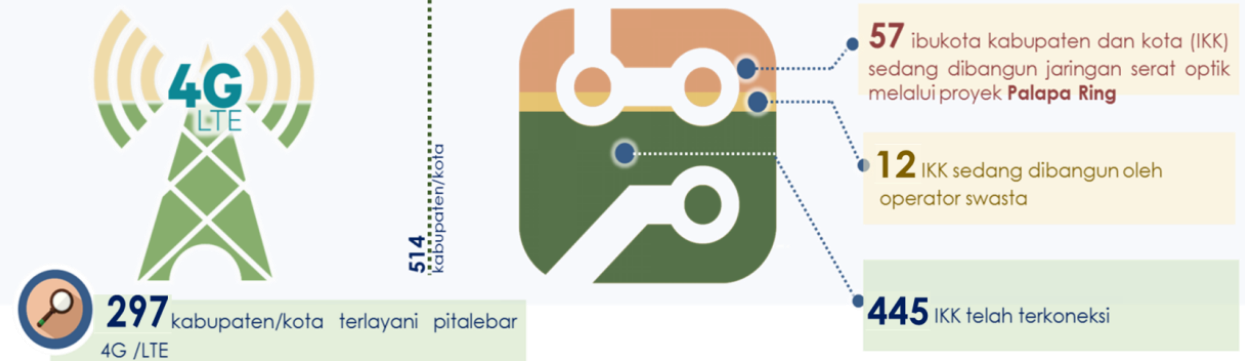 4G
LTE
297 kabupaten/kota terlayani pitalebar
4G /LTE
514
kabupaten/kota
57 ibukota kabupaten dan kota (IKK)
sedang dibangun jaringan serat optik
melalui proyek Palapa Ring
12 IKK sedang dibangun oleh
operator swasta
445 IKK telah terkoneksi